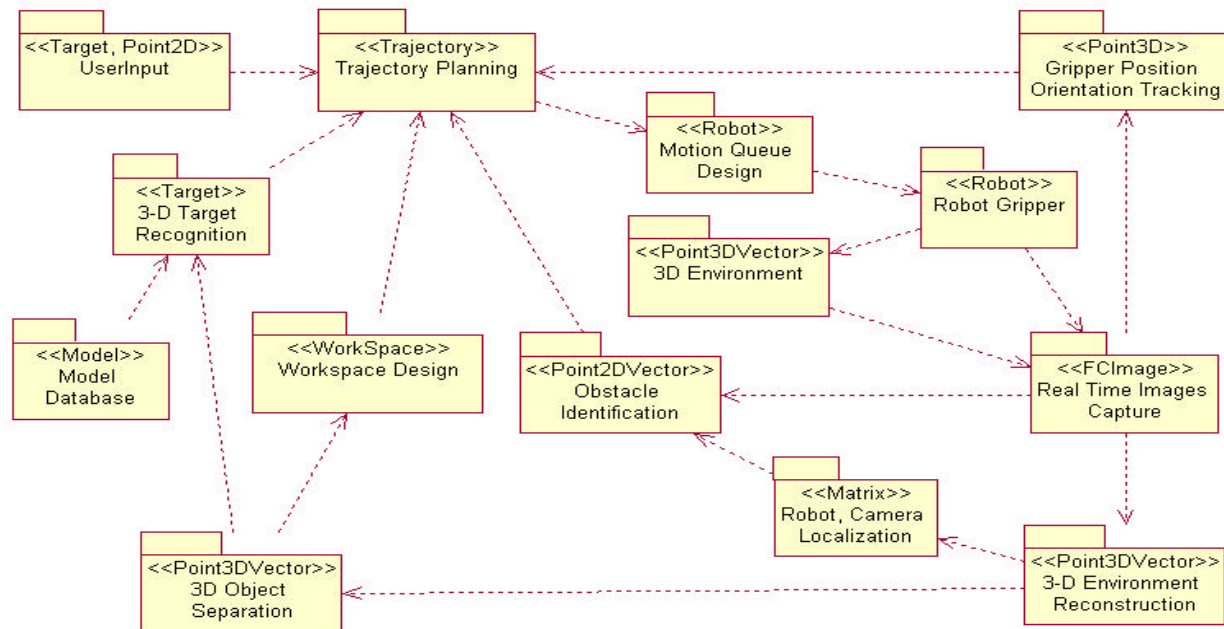 <<Target, Point2D>>
UserInput
<<Trajectory>>
Trajectory Planning
<<Point3D>>
Gripper Position
Orientation Tracking
<<Robot>>
Motion Queue
Design
<<Robot>>
Robot Gripper
<<Target>>
3-D Target
Recognition
<<Point3DVector>>
3D Environment
<<Model>>
Model
Database
<<WorkSpace>>
Workspace Design
<<Point2DVector>>
Obstacle
Identification
<<FCImage>>
Real Time Images
Capture
<<Matrix>>
Robot, Camera
Localization
<<Point3DVector>>
3D Object
Separation
<<Point3DVector>>
3-D Environment
Reconstruction